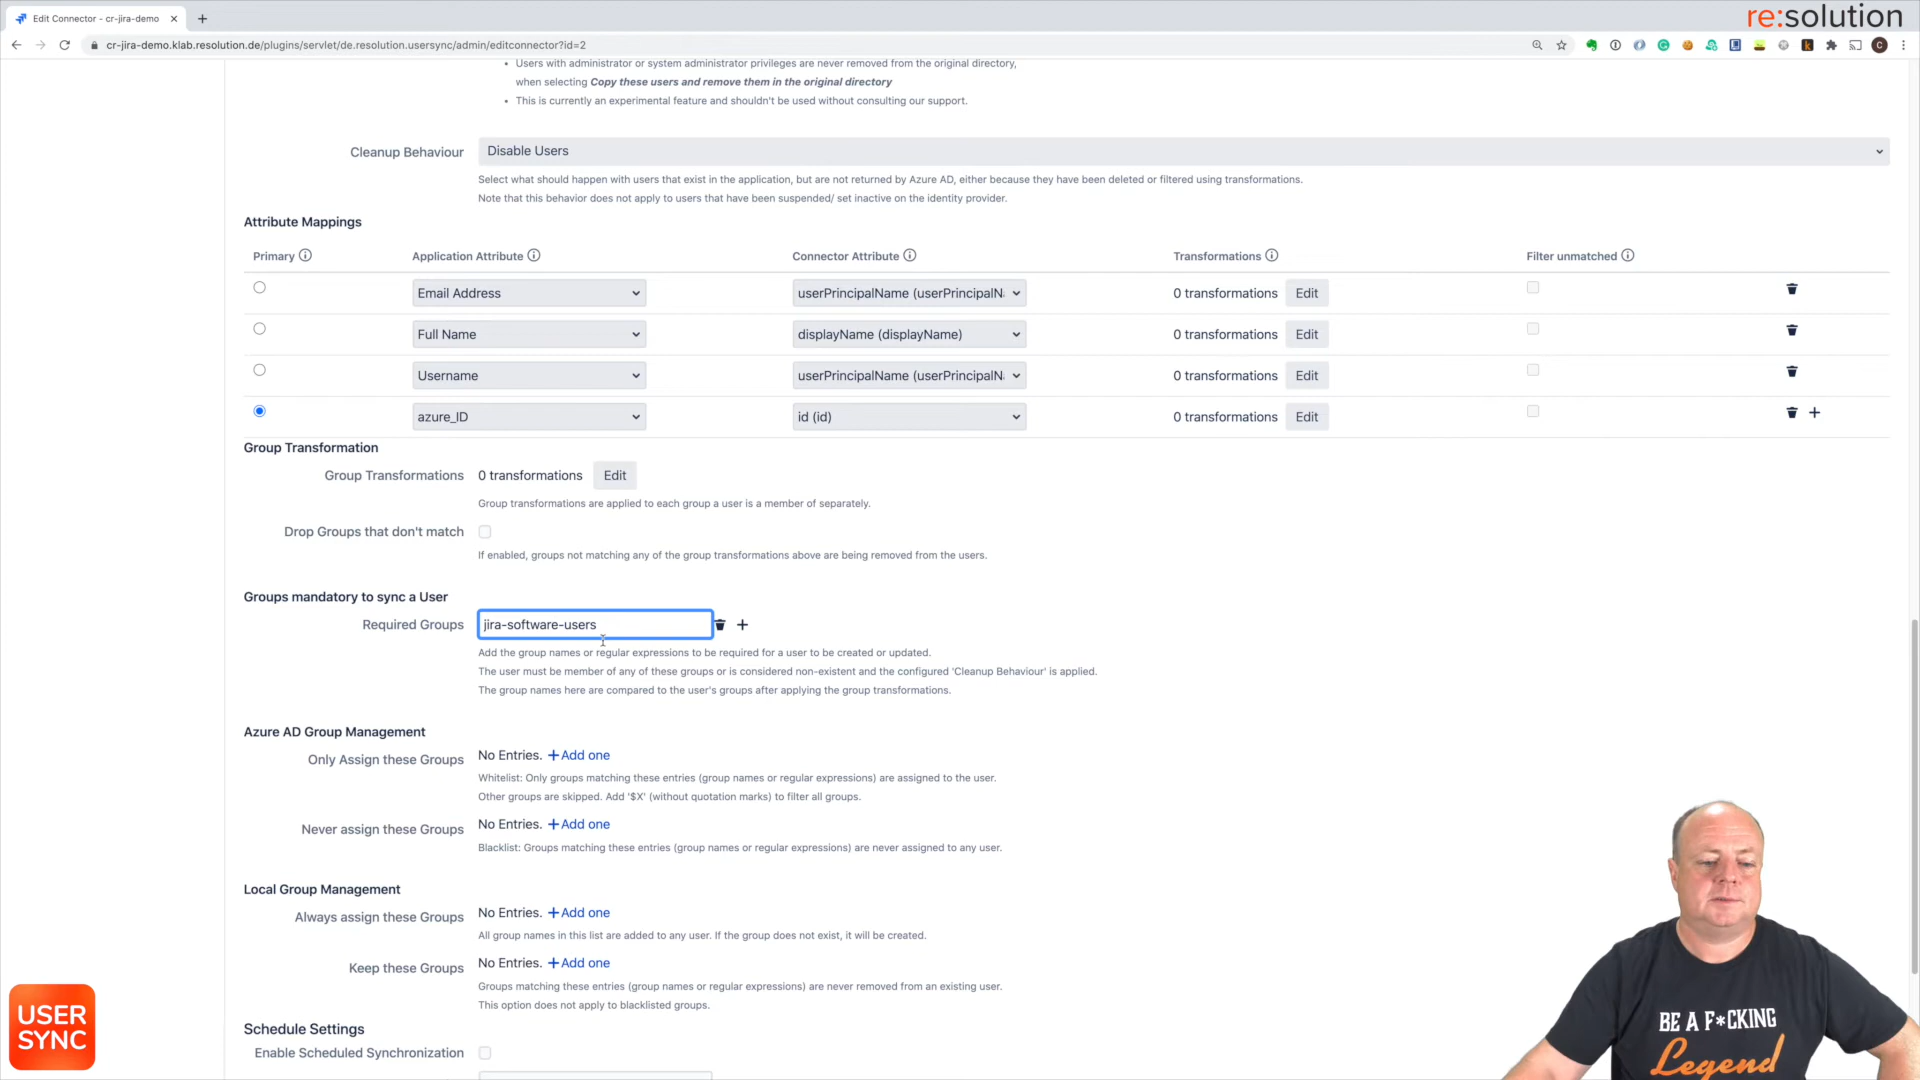 Edit Connector - cr-jira-demo
re:solution
cr-jira-demo.klab.resolution.de/plugins/servlet/de.resolution.usersync/admin/editconnector?id=2
C
• Users with administrator or system administrator privileges are never removed from the original directory,
when selecting Copy these users and remove them in the original directory
• This is currently an experimental feature and shouldn't be used without consulting our support.
Cleanup Behaviour Disable Users
Select what should happen with users that exist in the application, but are not returned by Azure AD, either because they have been deleted or filtered using transformations.
Note that this behavior does not apply to users that have been suspended/ set inactive on the identity provider.
Attribute Mappings
Primary Application Attribute Connector Attribute Transformations Filter unmatched
Email Address userPrincipalName (userPrincipalN 0 transformations Edit
Full Name displayName (displayName) 0 transformations Edit
Username userPrincipalName (userPrincipalN 0 transformations Edit
azure_ID id (id) 0 transformations Edit
Group Transformation
Group Transformations 0 transformations Edit
Group transformations are applied to each group a user is a member of separately.
Drop Groups that don't match
If enabled, groups not matching any of the group transformations above are being removed from the users.
Groups mandatory to sync a User
Required Groups jira-software-users
Add the group names or regular expressions to be required for a user to be created or updated.
The user must be member of any of these groups or is considered non-existent and the configured 'Cleanup Behaviour' is applied.
The group names here are compared to the user's groups after applying the group transformations.
Azure AD Group Management
Only Assign these Groups No Entries. +Add one
Whitelist: Only groups matching these entries (group names or regular expressions) are assigned to the user.
Other groups are skipped. Add '$X' (without quotation marks) to filter all groups.
Never assign these Groups No Entries. +Add one
Blacklist: Groups matching these entries (group names or regular expressions) are never assigned to any user.
Local Group Management
Always assign these Groups No Entries. +Add one
All group names in this list are added to any user. If the group does not exist, it will be created.
Keep these Groups No Entries. +Add one
Groups matching these entries (group names or regular expressions) are never removed from an existing user.
This option does not apply to blacklisted groups.
Schedule Settings
Enable Scheduled Synchronization
USER
SYNC
BE A F*CKING
Legend